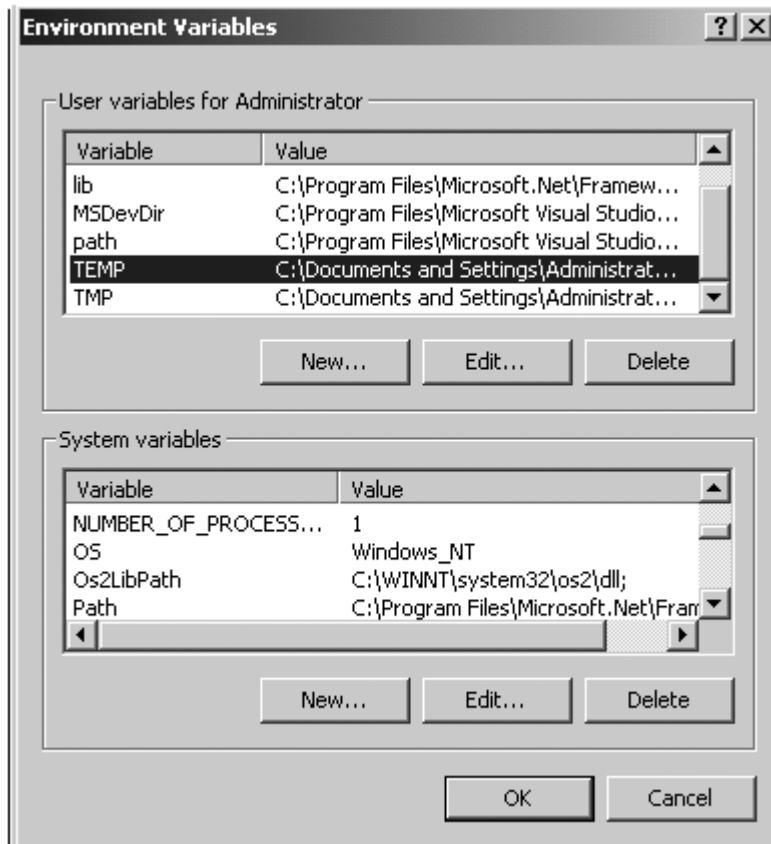 Environment Variables
User variables for Administrator
Variable Value
lib C:\Program Files\Microsoft.Net\Framew...
MSDevDir C:\Program Files\Microsoft Visual Studio...
path C:\Program Files\Microsoft Visual Studio...
TEMP C:\Documents and Settings\Administrat...
TMP C:\Documents and Settings\Administrat...
New... Edit... Delete
System variables
Variable Value
NUMBER_OF_PROCESS... 1
OS Windows_NT
Os2LibPath C:\WINNT\system32\os2\dll;
Path C:\Program Files\Microsoft.Net\Fram
New... Edit... Delete
OK Cancel